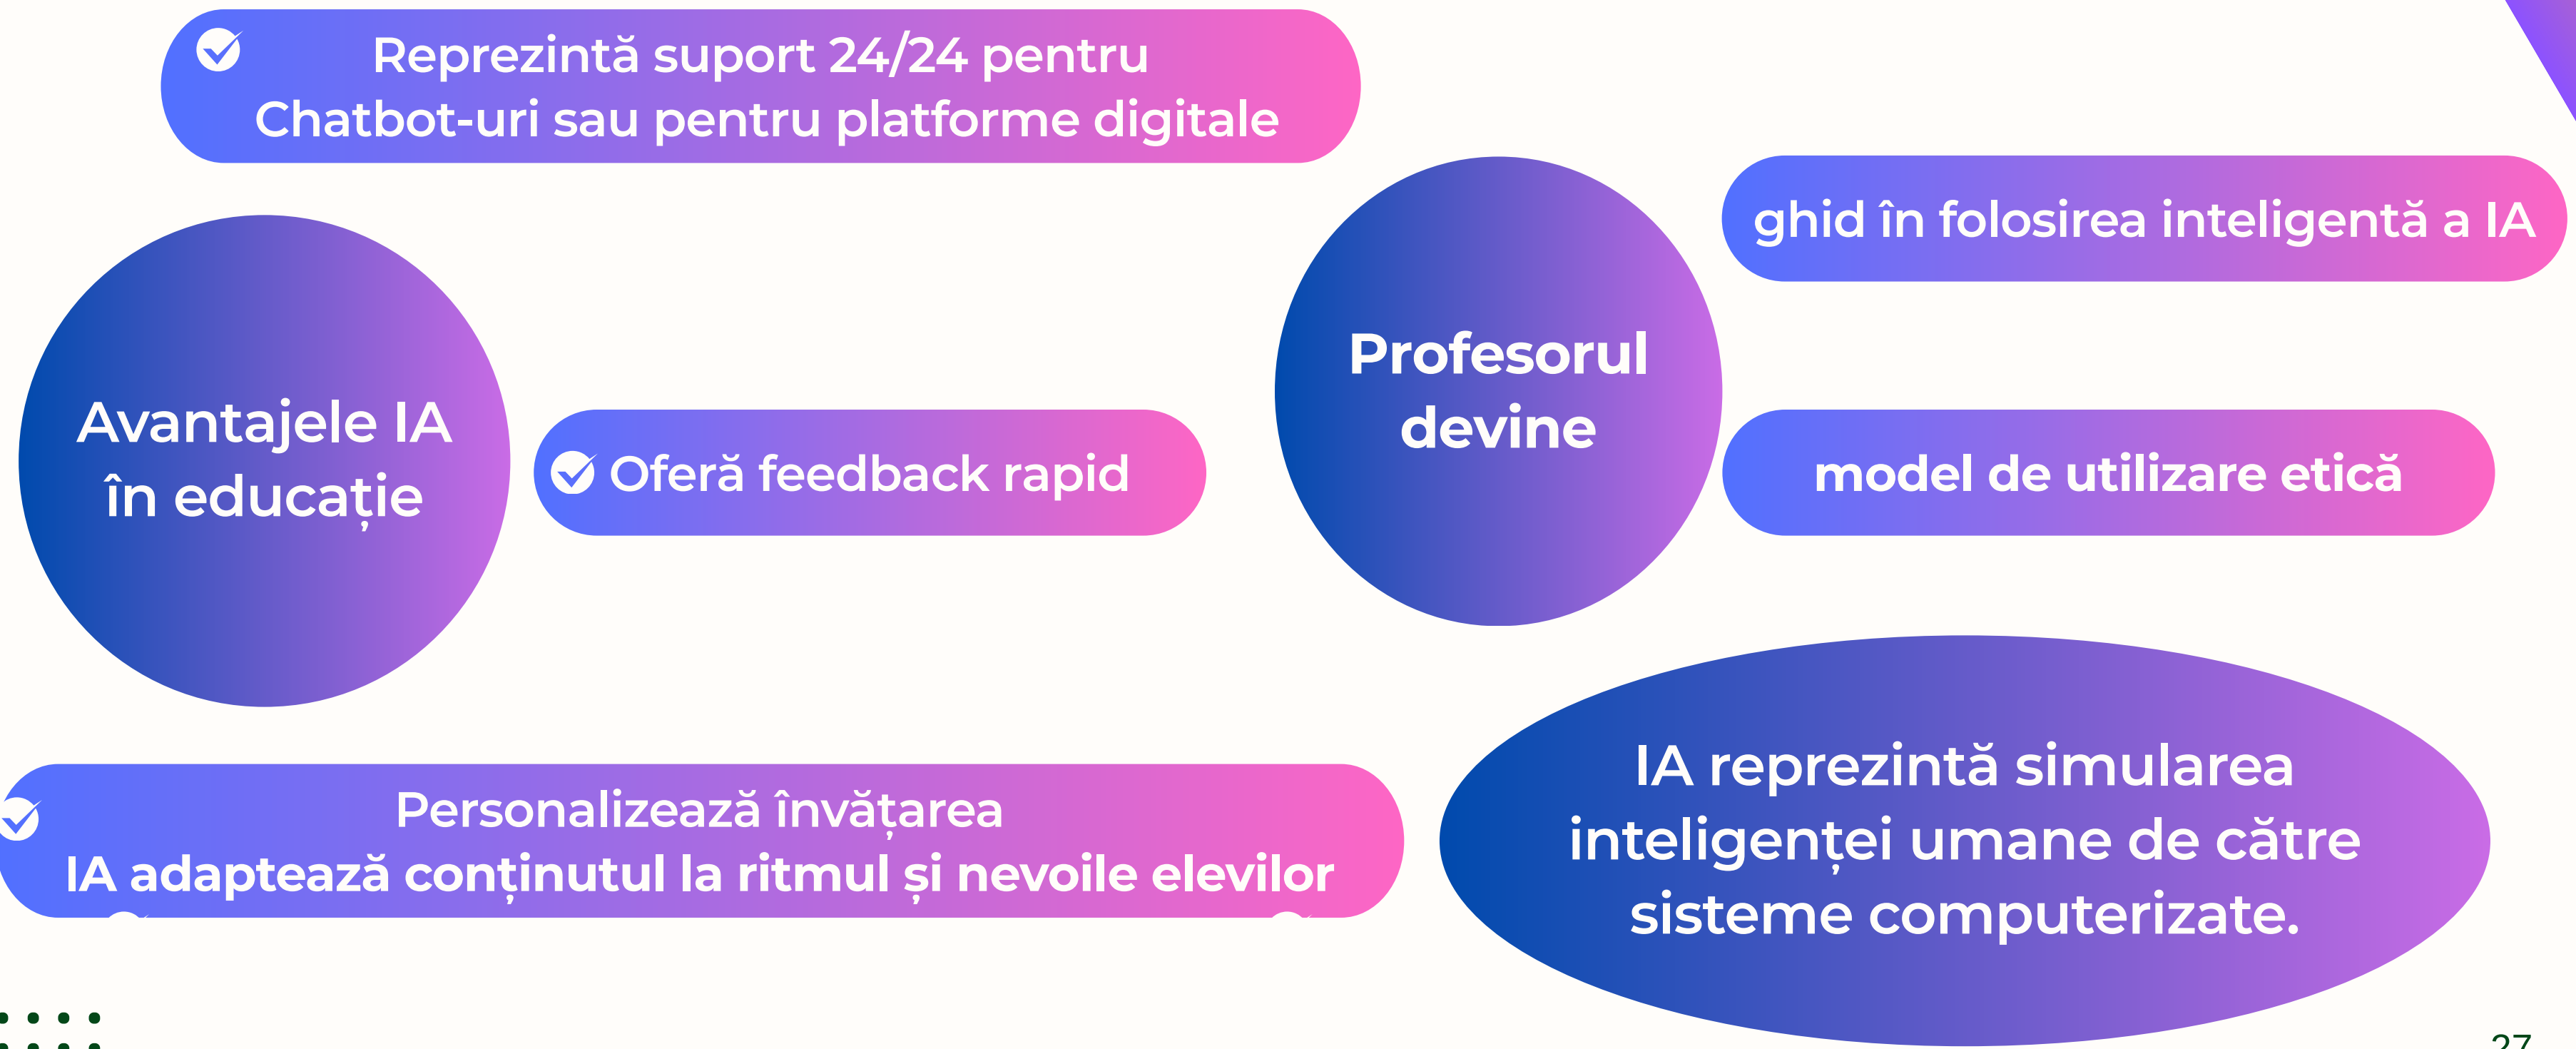 Reprezintă suport 24/24 pentru
Chatbot-uri sau pentru platforme digitale
Avantajele IA
în educație
Oferă feedback rapid
Personalizează învățarea
IA adaptează conținutul la ritmul și nevoile elevilor
Profesorul
devine
ghid în folosirea inteligentă a IA
model de utilizare etică
IA reprezintă simularea
inteligenței umane de către
sisteme computerizate.
27